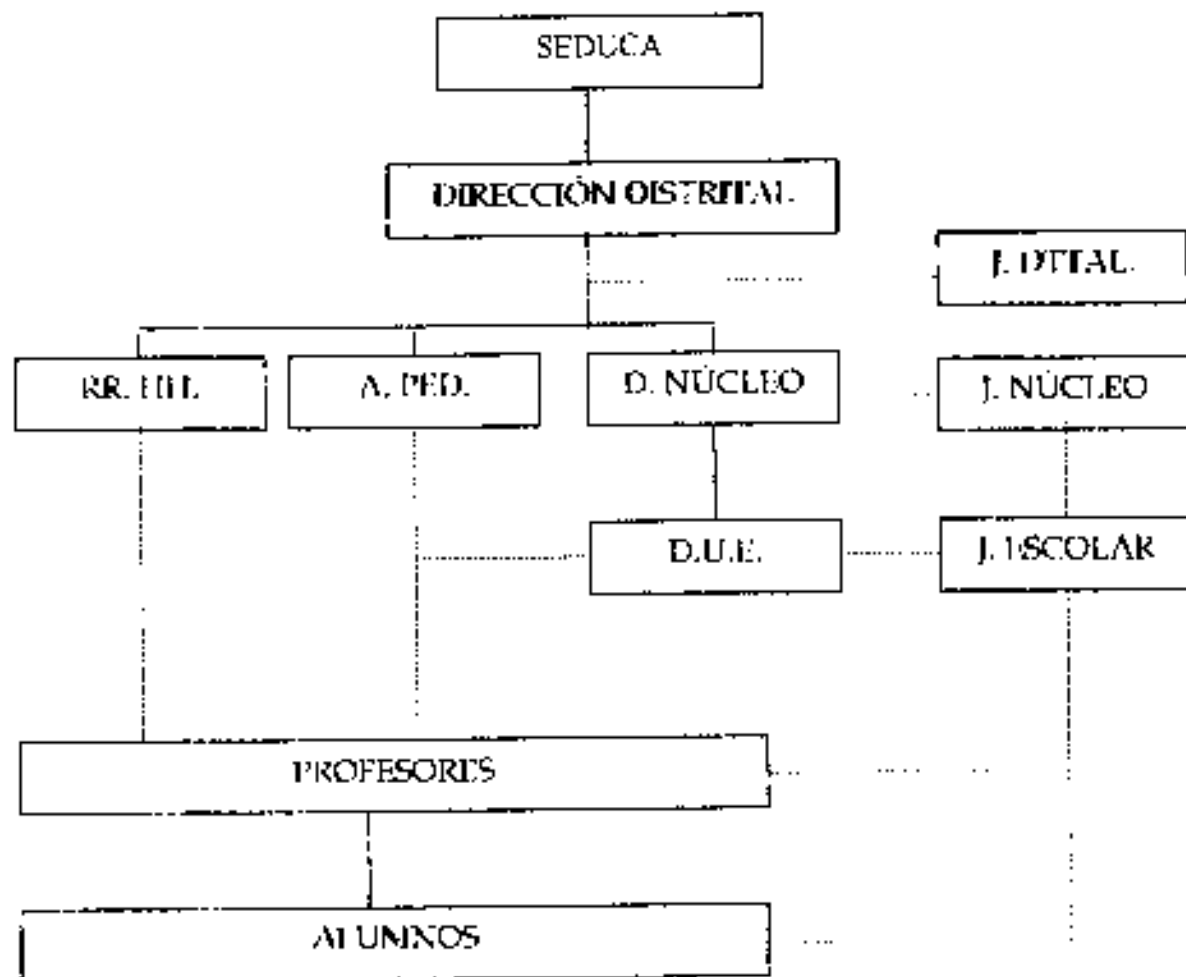 SEDUCA
DIRECCIÓN DISTRITAL
J. DTTAL.
RR. HH.
A. PED.
D. NÚCLEO
J. NÚCLEO
D.U.E.
J. ESCOLAR
PROFESORES
ALUMNOS